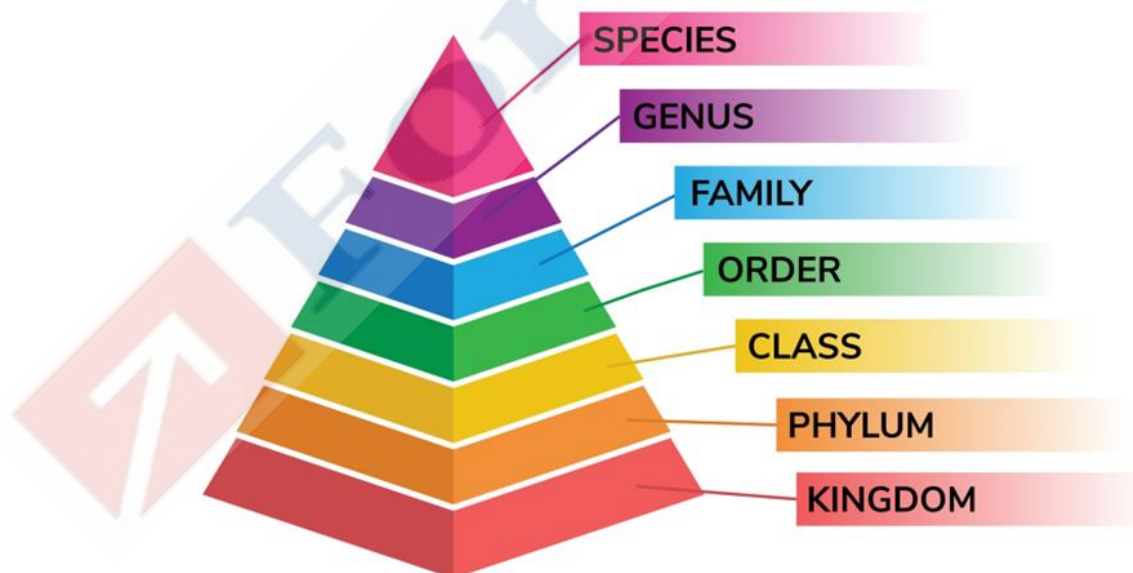 SPECIES
GENUS
FAMILY
ORDER
CLASS
PHYLUM
KINGDOM